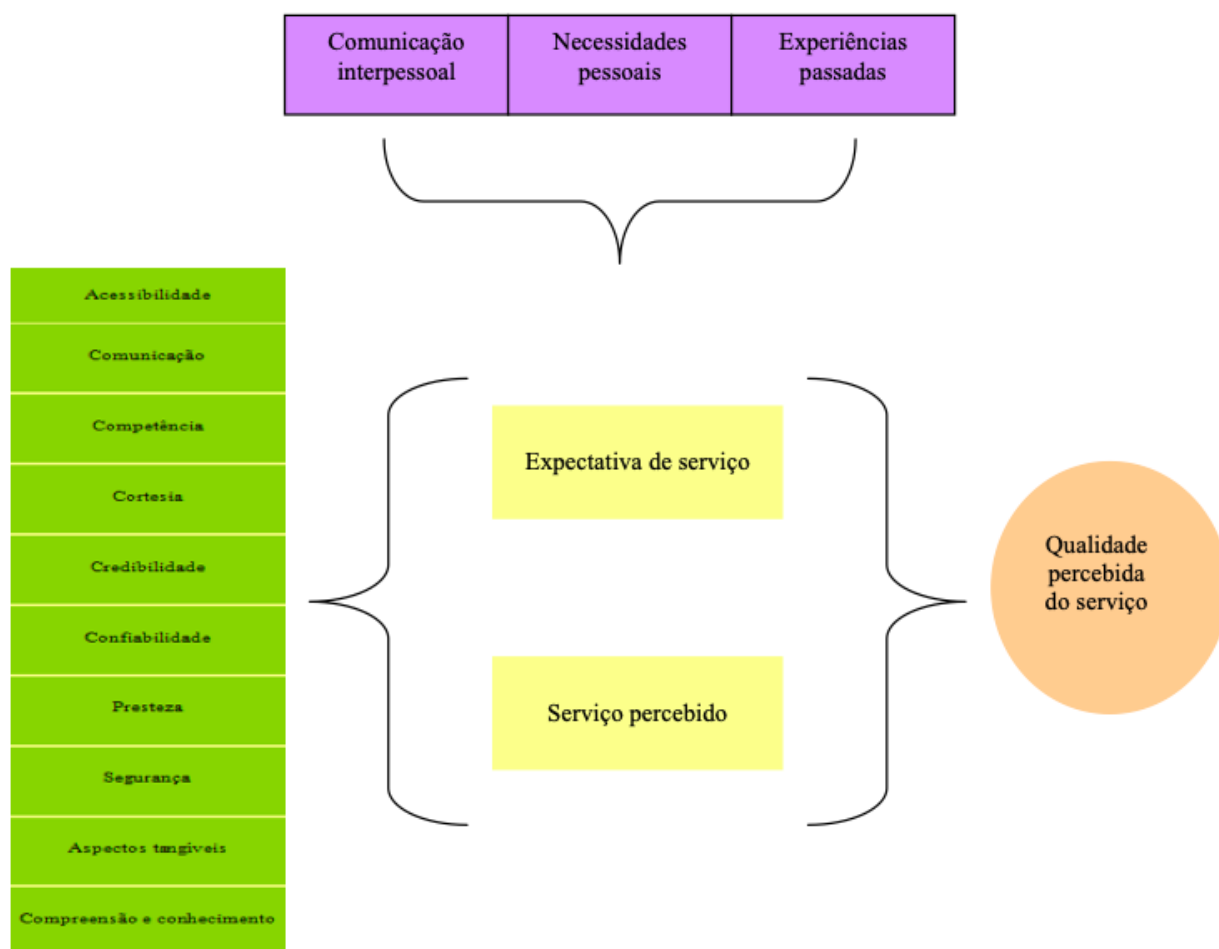 Comunicação
interpessoal
Necessidades
pessoais
Experiências
passadas
Acessibilidade
Comunicação
Competência
Cortesia
Credibilidade
Confiabilidade
Presteza
Segurança
Aspectos tangíveis
Compreensão e conhecimento
Expectativa de serviço
Serviço percebido
Qualidade
percebida
do serviço